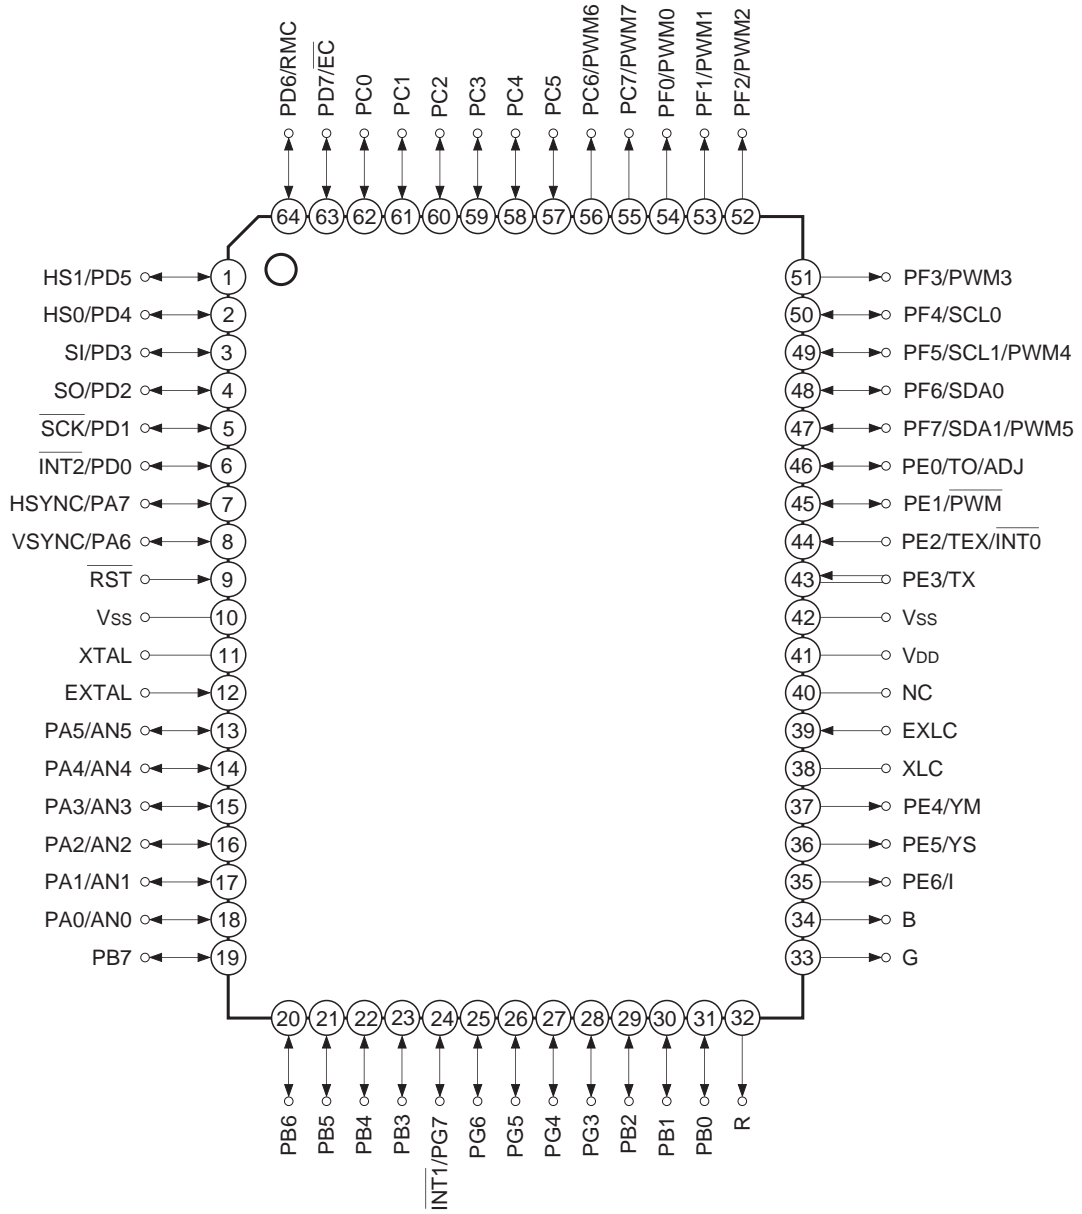 PD6/RMC
PD7/E̅C̅
PC0
PC1
PC2
PC3
PC4
PC5
PC6/PWM6
PC7/PWM7
PF0/PWM0
PF1/PWM1
PF2/PWM2
64 63 62 61 60 59 58 57 56 55 54 53 52
HS1/PD5 1
HS0/PD4 2
SI/PD3 3
SO/PD2 4
S̅C̅K̅/PD1 5
I̅N̅T̅2̅/PD0 6
HSYNC/PA7 7
VSYNC/PA6 8
R̅S̅T̅ 9
Vss 10
XTAL 11
EXTAL 12
PA5/AN5 13
PA4/AN4 14
PA3/AN3 15
PA2/AN2 16
PA1/AN1 17
PA0/AN0 18
PB7 19
51 PF3/PWM3
50 PF4/SCL0
49 PF5/SCL1/PWM4
48 PF6/SDA0
47 PF7/SDA1/PWM5
46 PE0/TO/ADJ
45 PE1/P̅W̅M̅
44 PE2/TEX/I̅N̅T̅0̅
43 PE3/TX
42 Vss
41 VDD
40 NC
39 EXLC
38 XLC
37 PE4/YM
36 PE5/YS
35 PE6/I
34 B
33 G
20 21 22 23 24 25 26 27 28 29 30 31 32
PB6
PB5
PB4
PB3
I̅N̅T̅1̅/PG7
PG6
PG5
PG4
PG3
PB2
PB1
PB0
R